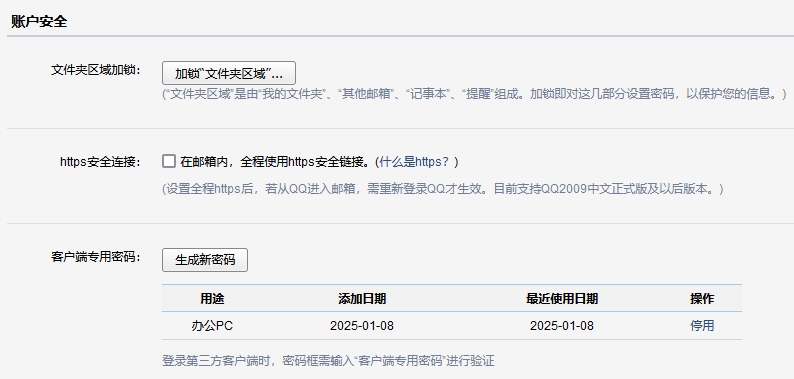 账户安全
文件夹区域加锁： 加锁“文件夹区域”...
(“文件夹区域”是由“我的文件夹”、“其他邮箱”、“记事本”、“提醒”组成。加锁即对这几部分设置密码，以保护您的信息。)
https安全连接： 在邮箱内，全程使用https安全链接。(什么是https？)
(设置全程https后，若从QQ进入邮箱，需重新登录QQ才生效。目前支持QQ2009中文正式版及以后版本。)
客户端专用密码： 生成新密码
用途 添加日期 最近使用日期 操作
办公PC 2025-01-08 2025-01-08 停用
登录第三方客户端时，密码框需输入“客户端专用密码”进行验证